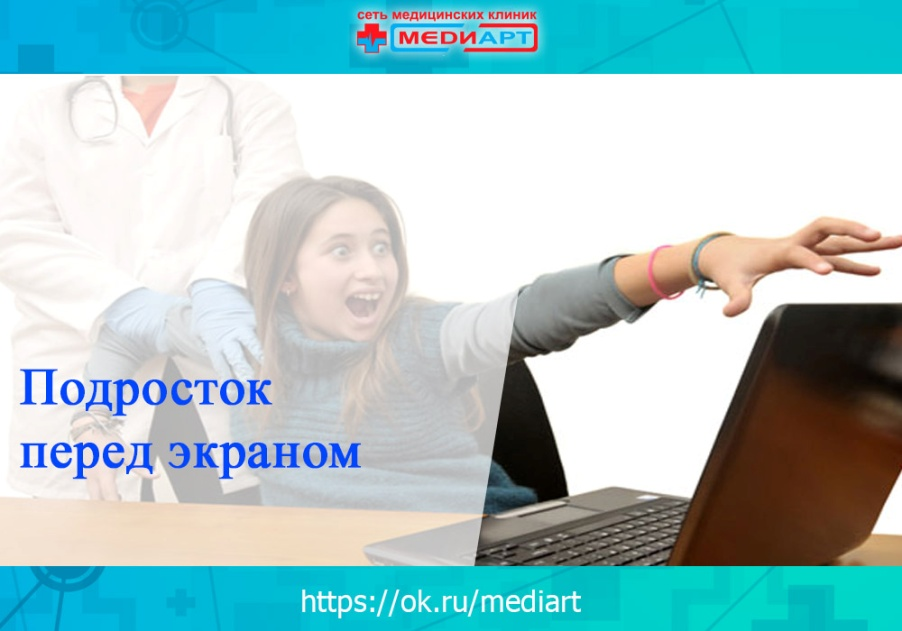 сеть медицинских клиник
МЕДИАРТ
Подросток
перед экраном
https://ok.ru/mediart